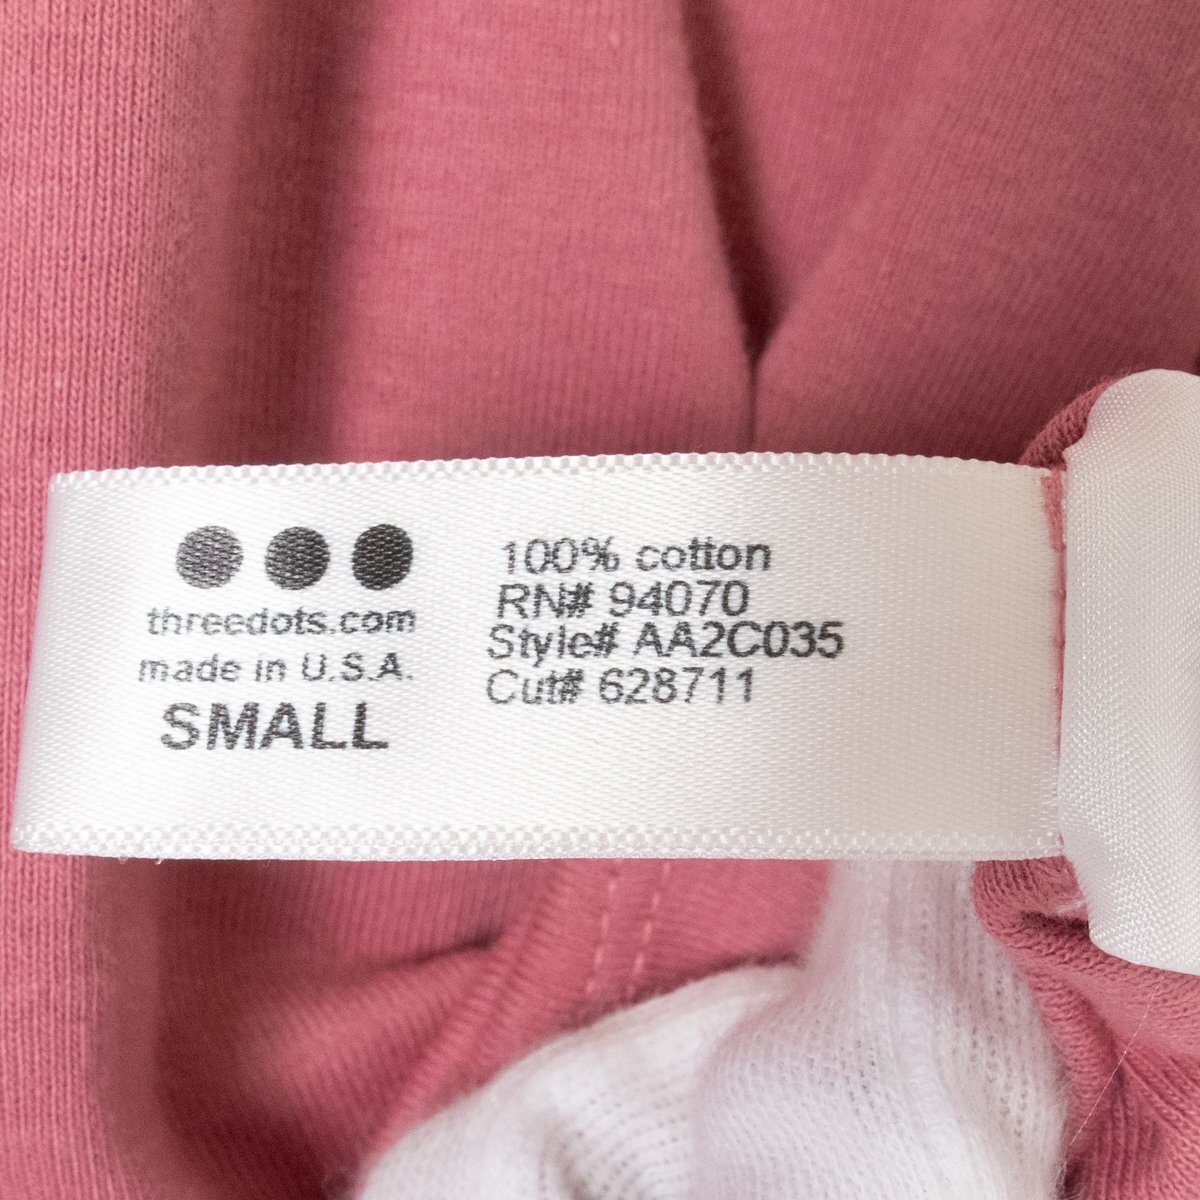 threedots.com
made in U.S.A.
SMALL
100% cotton
RN# 94070
Style# AA2C035
Cut# 628711